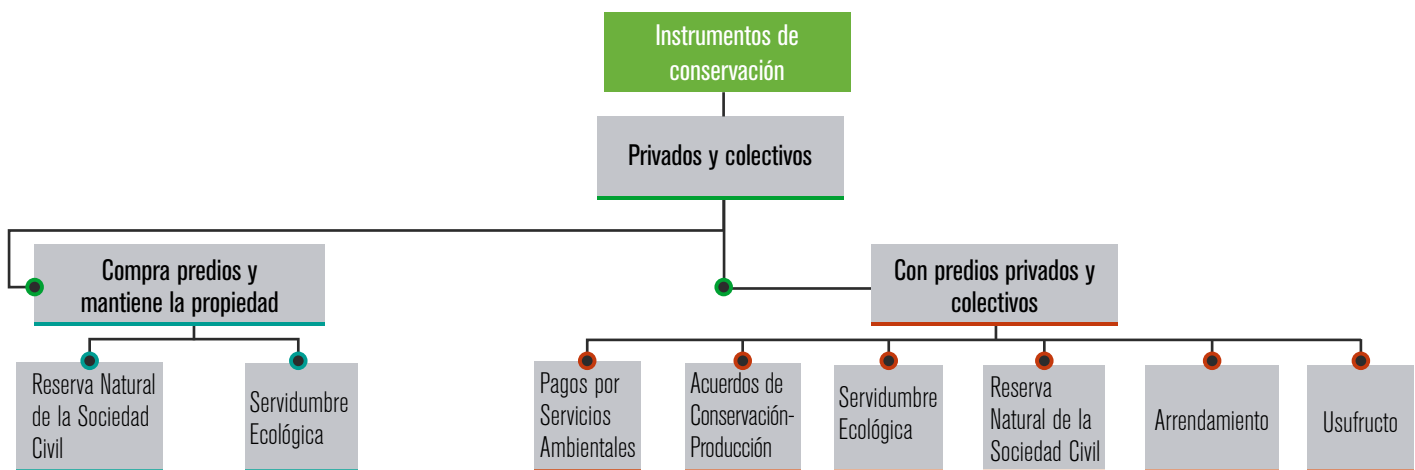 Instrumentos de
conservación
Privados y colectivos
Compra predios y
mantiene la propiedad
Con predios privados y
colectivos
Reserva Natural
de la Sociedad
Civil
Servidumbre
Ecológica
Pagos por
Servicios
Ambientales
Acuerdos de
Conservación-
Producción
Servidumbre
Ecológica
Reserva
Natural de la
Sociedad Civil
Arrendamiento
Usufructo